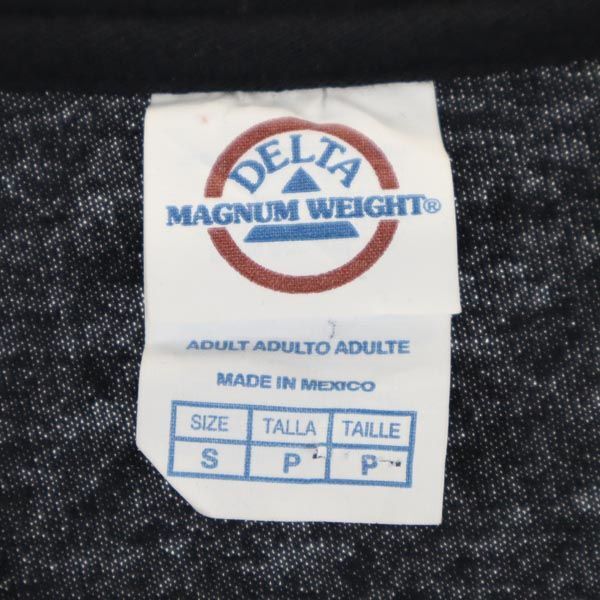 DELTA
MAGNUM WEIGHT®
ADULT ADULTO ADULTE
MADE IN MEXICO
SIZE TALLA TAILLE
S P P